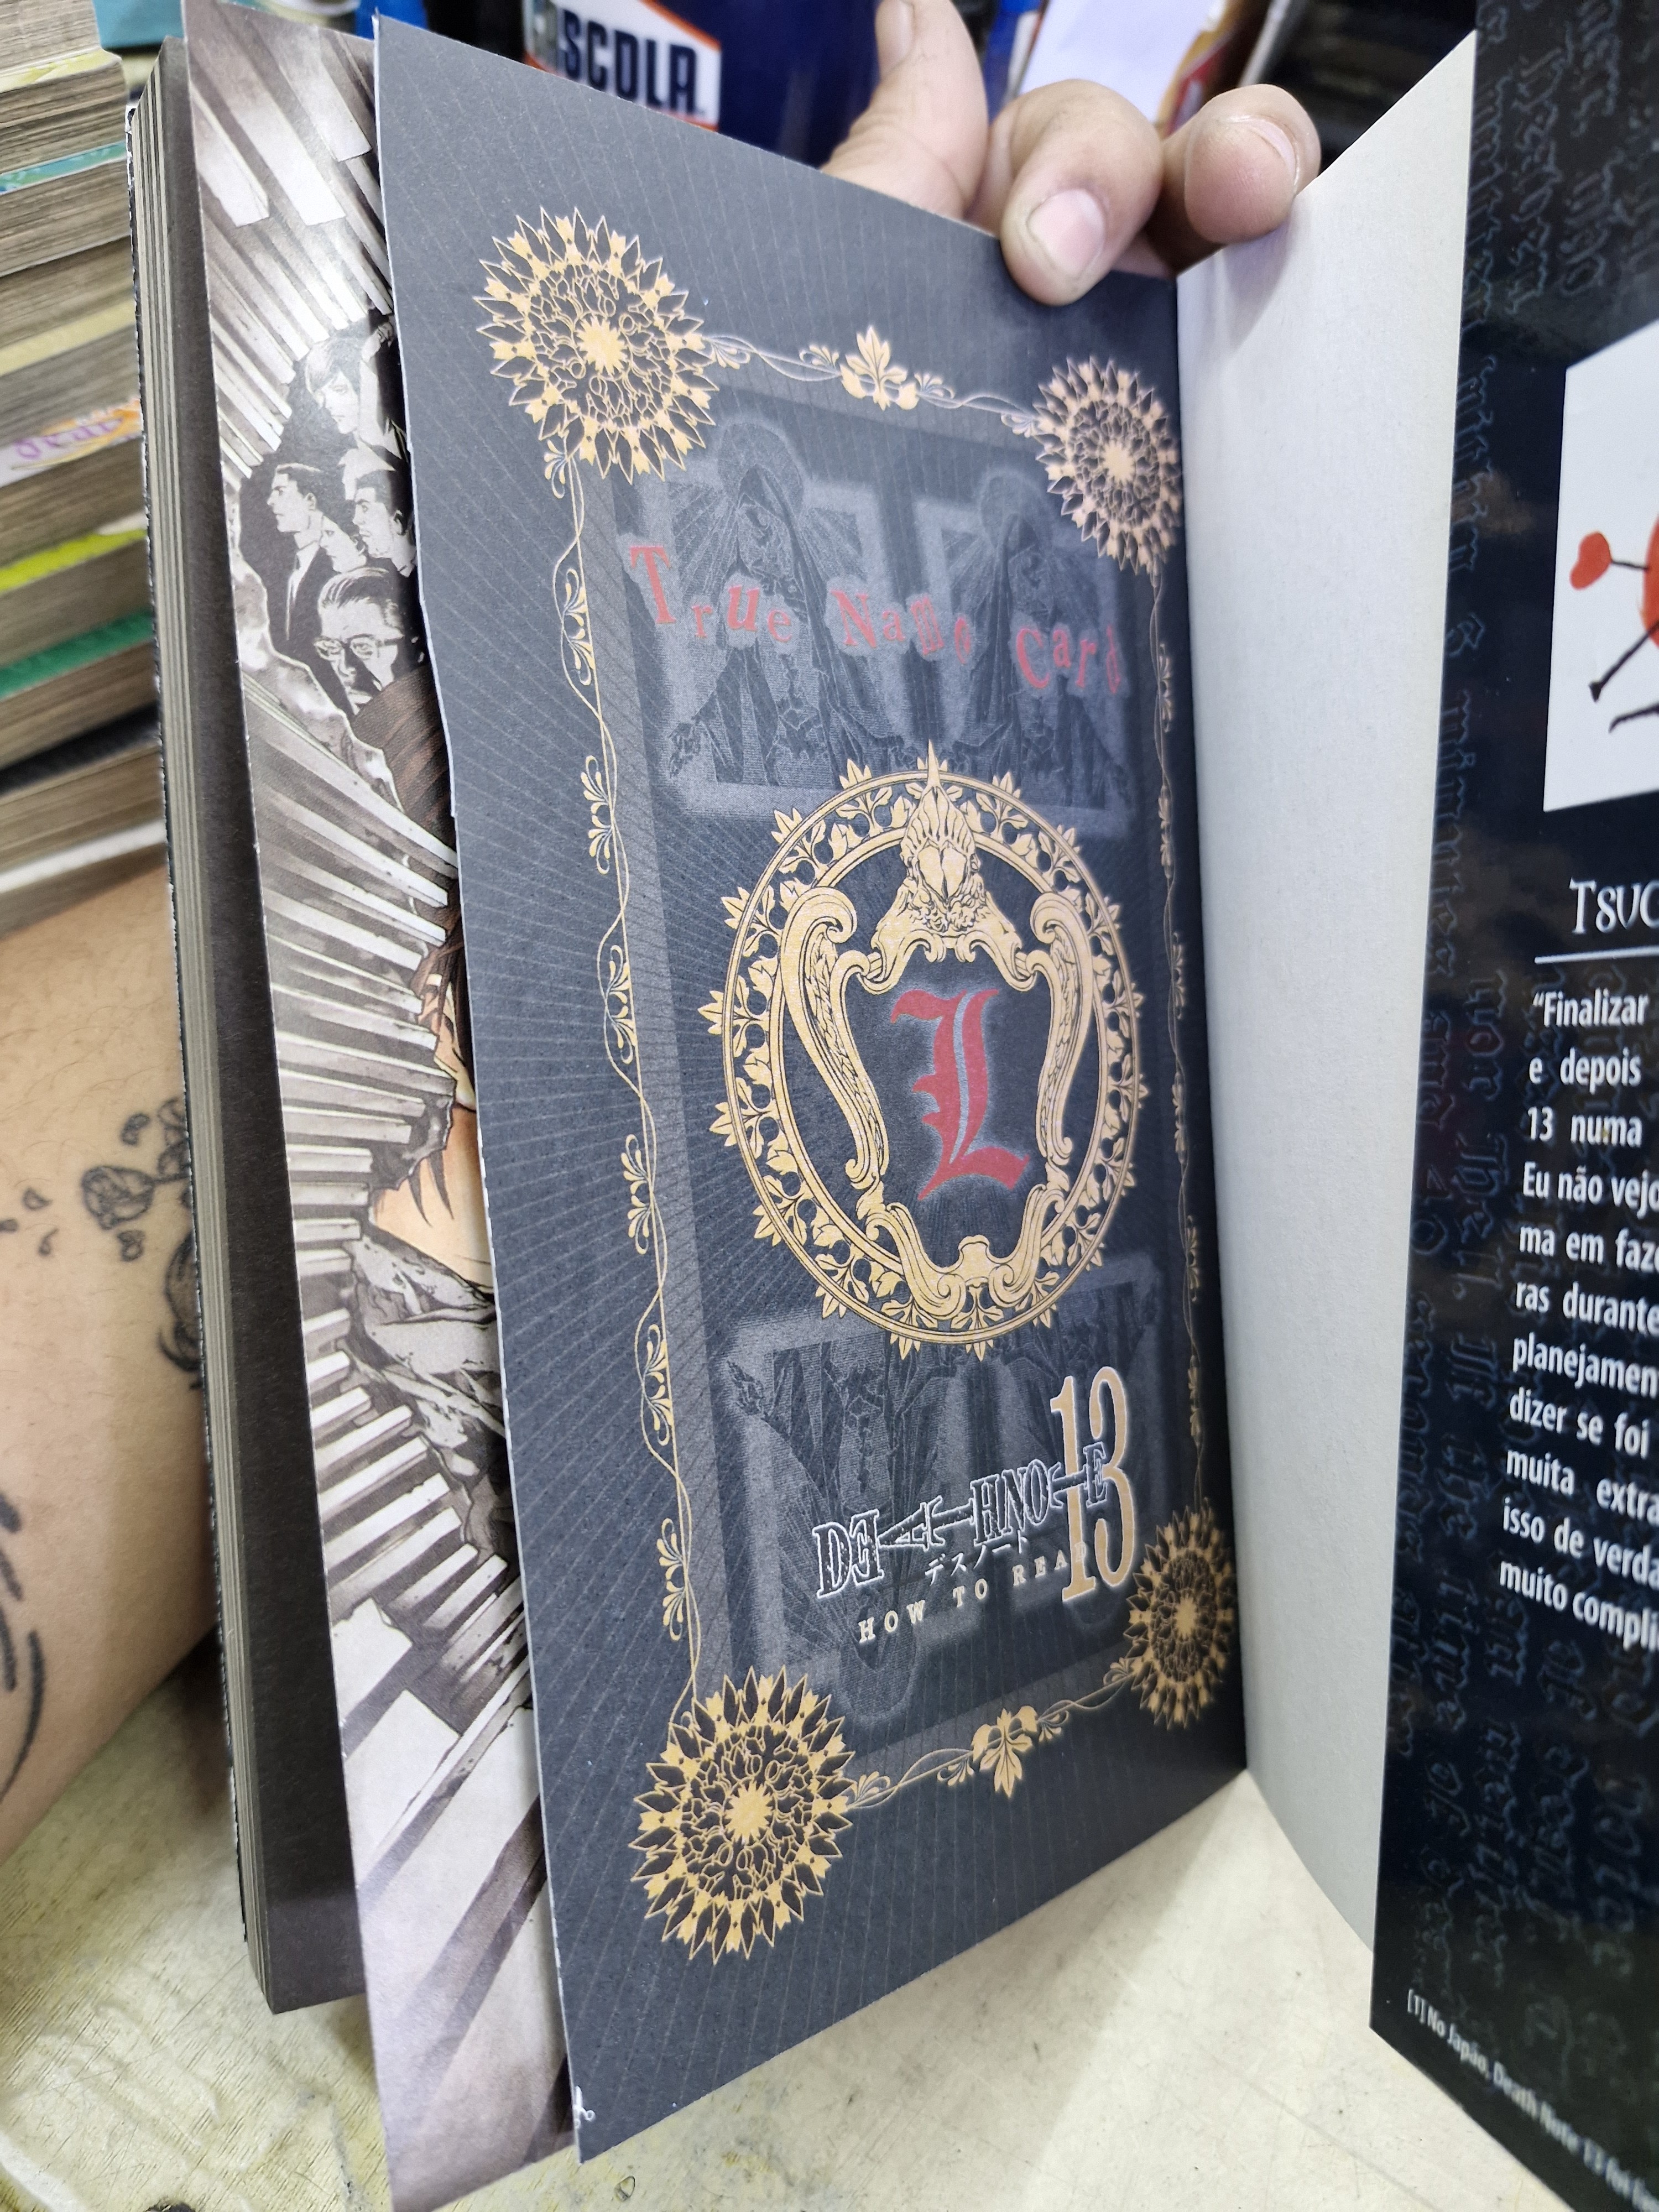 True Name Card
L
DEATH NOTE 13
デスノート
HOW TO READ
“Finalizar
e depois
13 numa
Eu não vejo
ma em faze
ras durante
planejamen
dizer se foi
muita extra
isso de verda
muito compli
[1] No Japão, Death Note 13 foi